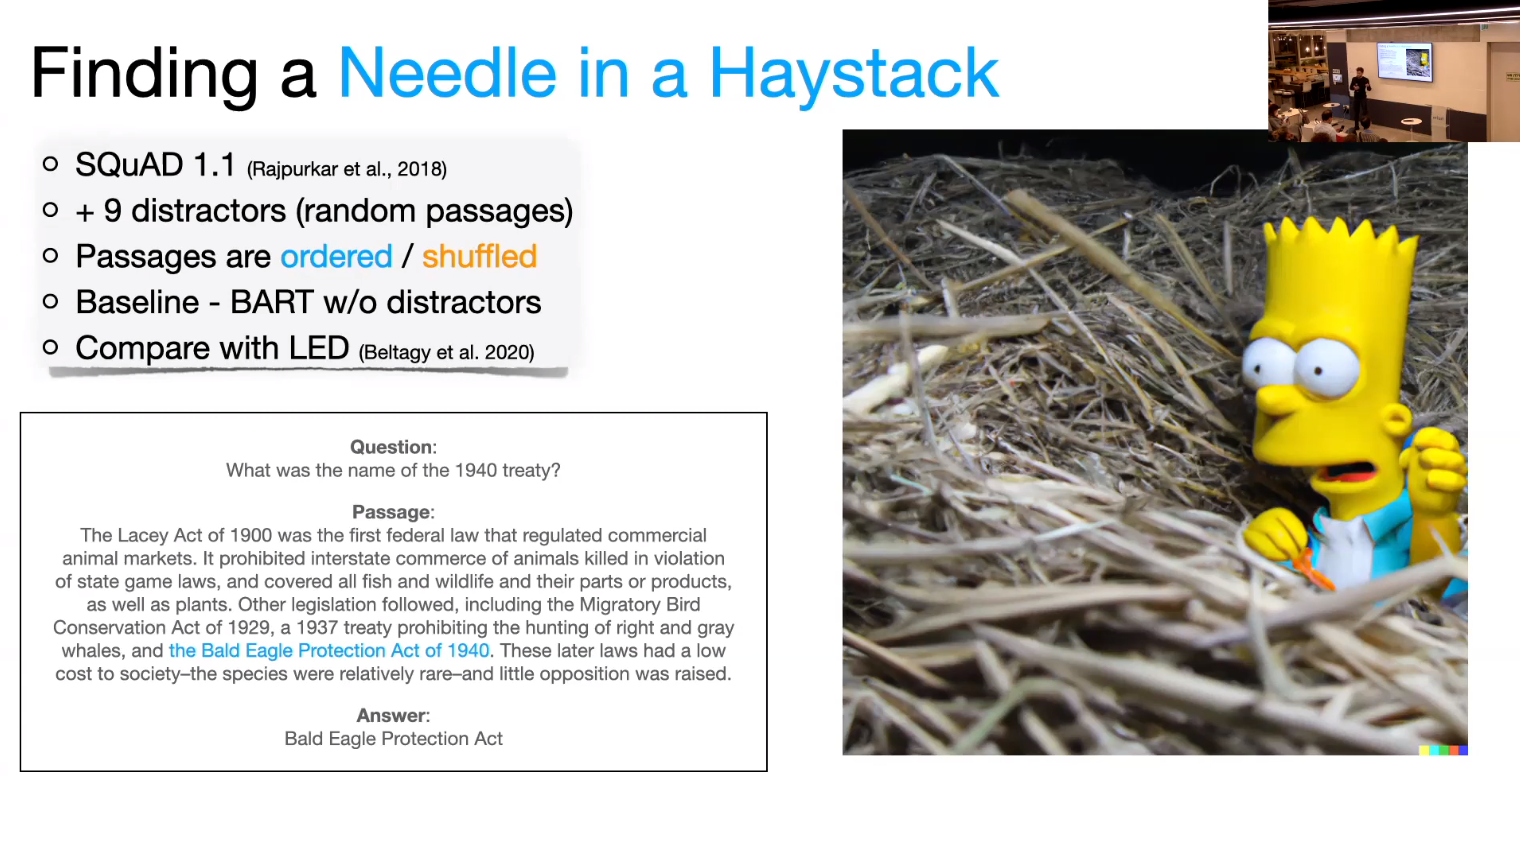 Finding a Needle in a Haystack
SQuAD 1.1 (Rajpurkar et al., 2018)
+ 9 distractors (random passages)
Passages are ordered / shuffled
Baseline - BART w/o distractors
Compare with LED (Beltagy et al. 2020)
Question:
What was the name of the 1940 treaty?
Passage:
The Lacey Act of 1900 was the first federal law that regulated commercial
animal markets. It prohibited interstate commerce of animals killed in violation
of state game laws, and covered all fish and wildlife and their parts or products,
as well as plants. Other legislation followed, including the Migratory Bird
Conservation Act of 1929, a 1937 treaty prohibiting the hunting of right and gray
whales, and the Bald Eagle Protection Act of 1940. These later laws had a low
cost to society–the species were relatively rare–and little opposition was raised.
Answer:
Bald Eagle Protection Act